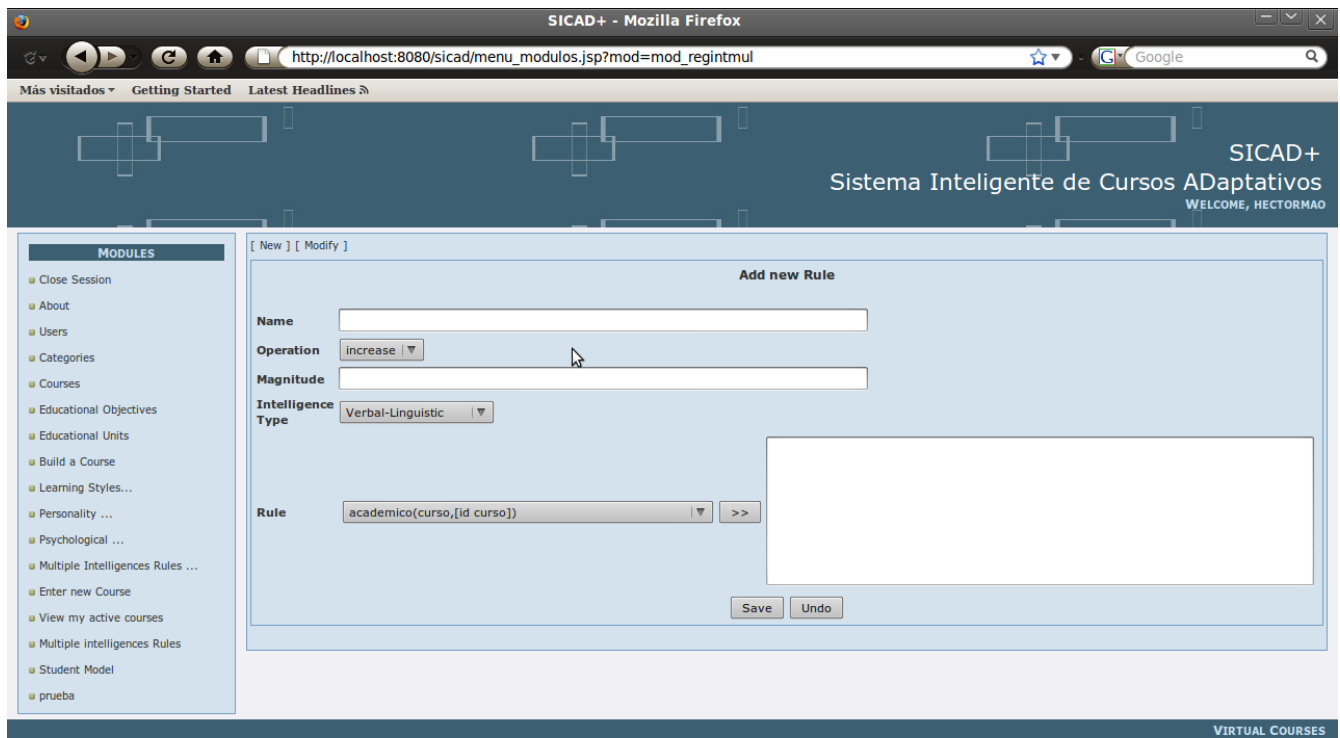 SICAD+ - Mozilla Firefox
http://localhost:8080/sicad/menu_modulos.jsp?mod=mod_regintmul
G Google
Más visitados Getting Started Latest Headlines
SICAD+
Sistema Inteligente de Cursos ADaptativos
WELCOME, HECTORMAO
MODULES
Close Session
About
Users
Categories
Courses
Educational Objectives
Educational Units
Build a Course
Learning Styles...
Personality ...
Psychological ...
Multiple Intelligences Rules ...
Enter new Course
View my active courses
Multiple intelligences Rules
Student Model
prueba
[ New ] [ Modify ]
Add new Rule
Name
Operation increase
Magnitude
Intelligence
Type
Verbal-Linguistic
Rule academico(curso,[id curso]) >>
Save Undo
VIRTUAL COURSES